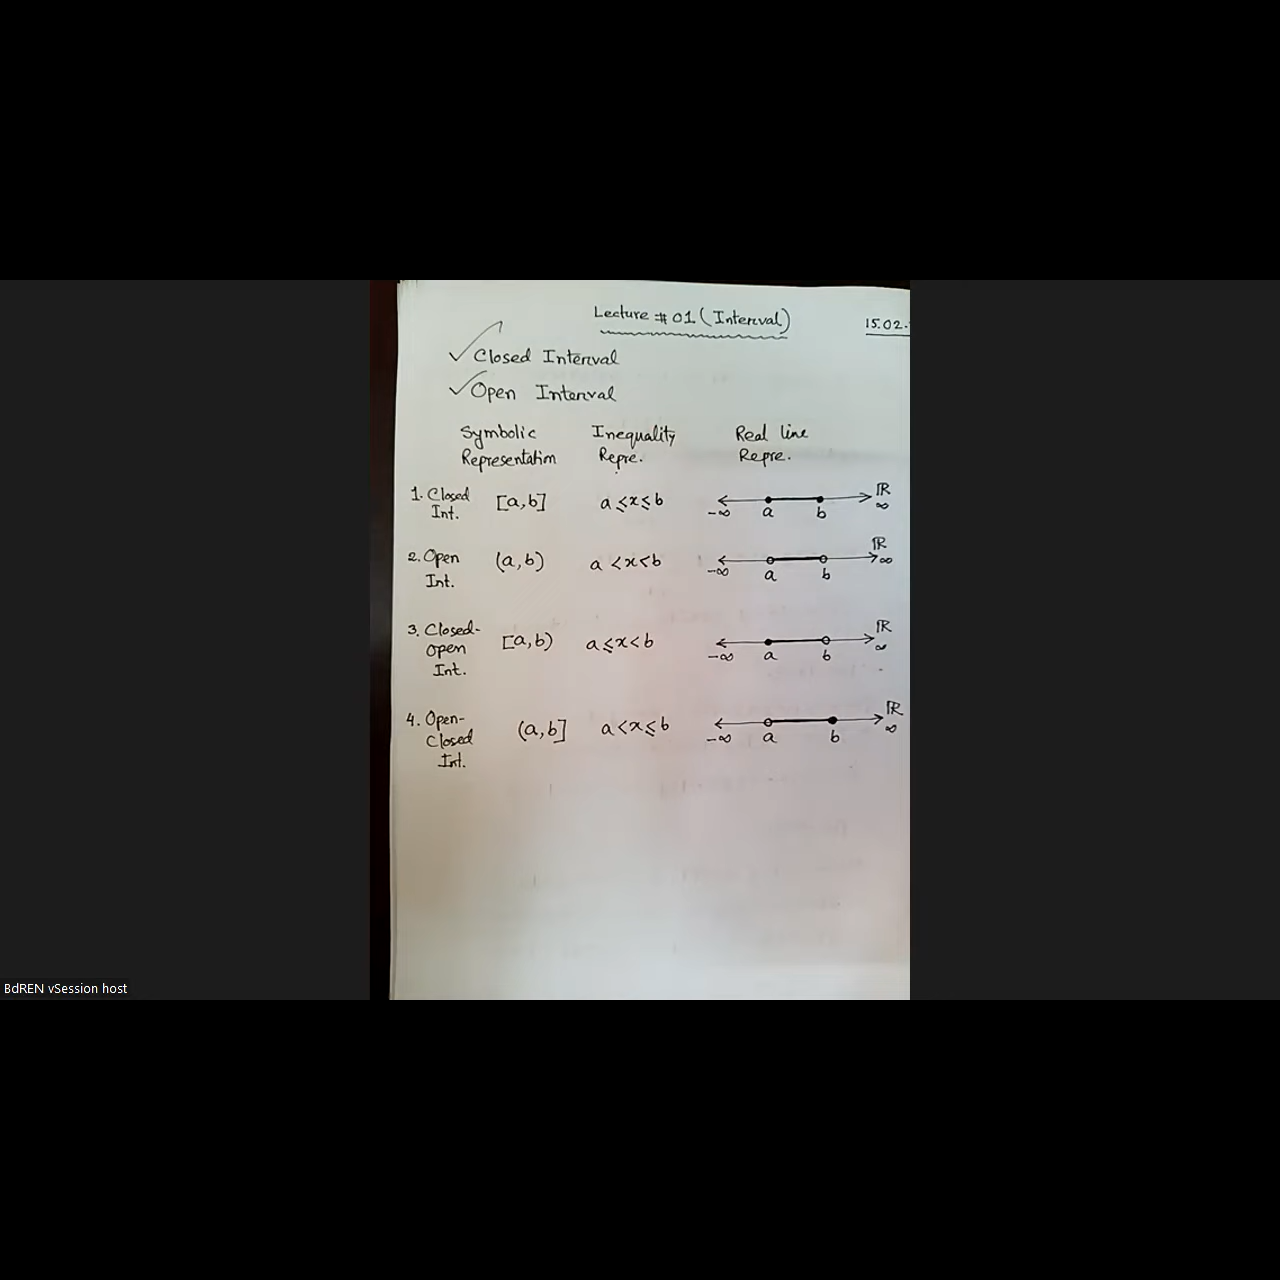 Lecture # 01 (Interval)
15.02.
Closed Interval
Open Interval
Symbolic Representation
Inequality Repre.
Real line Repre.
1. Closed Int. [a,b] a ≤ x ≤ b
-∞ a b ℝ ∞
2. Open Int. (a,b) a < x < b
-∞ a b ℝ ∞
3. Closed-open Int. [a,b) a ≤ x < b
-∞ a b ℝ ∞
4. Open-Closed Int. (a,b] a < x ≤ b
-∞ a b ℝ ∞
BdREN vSession host